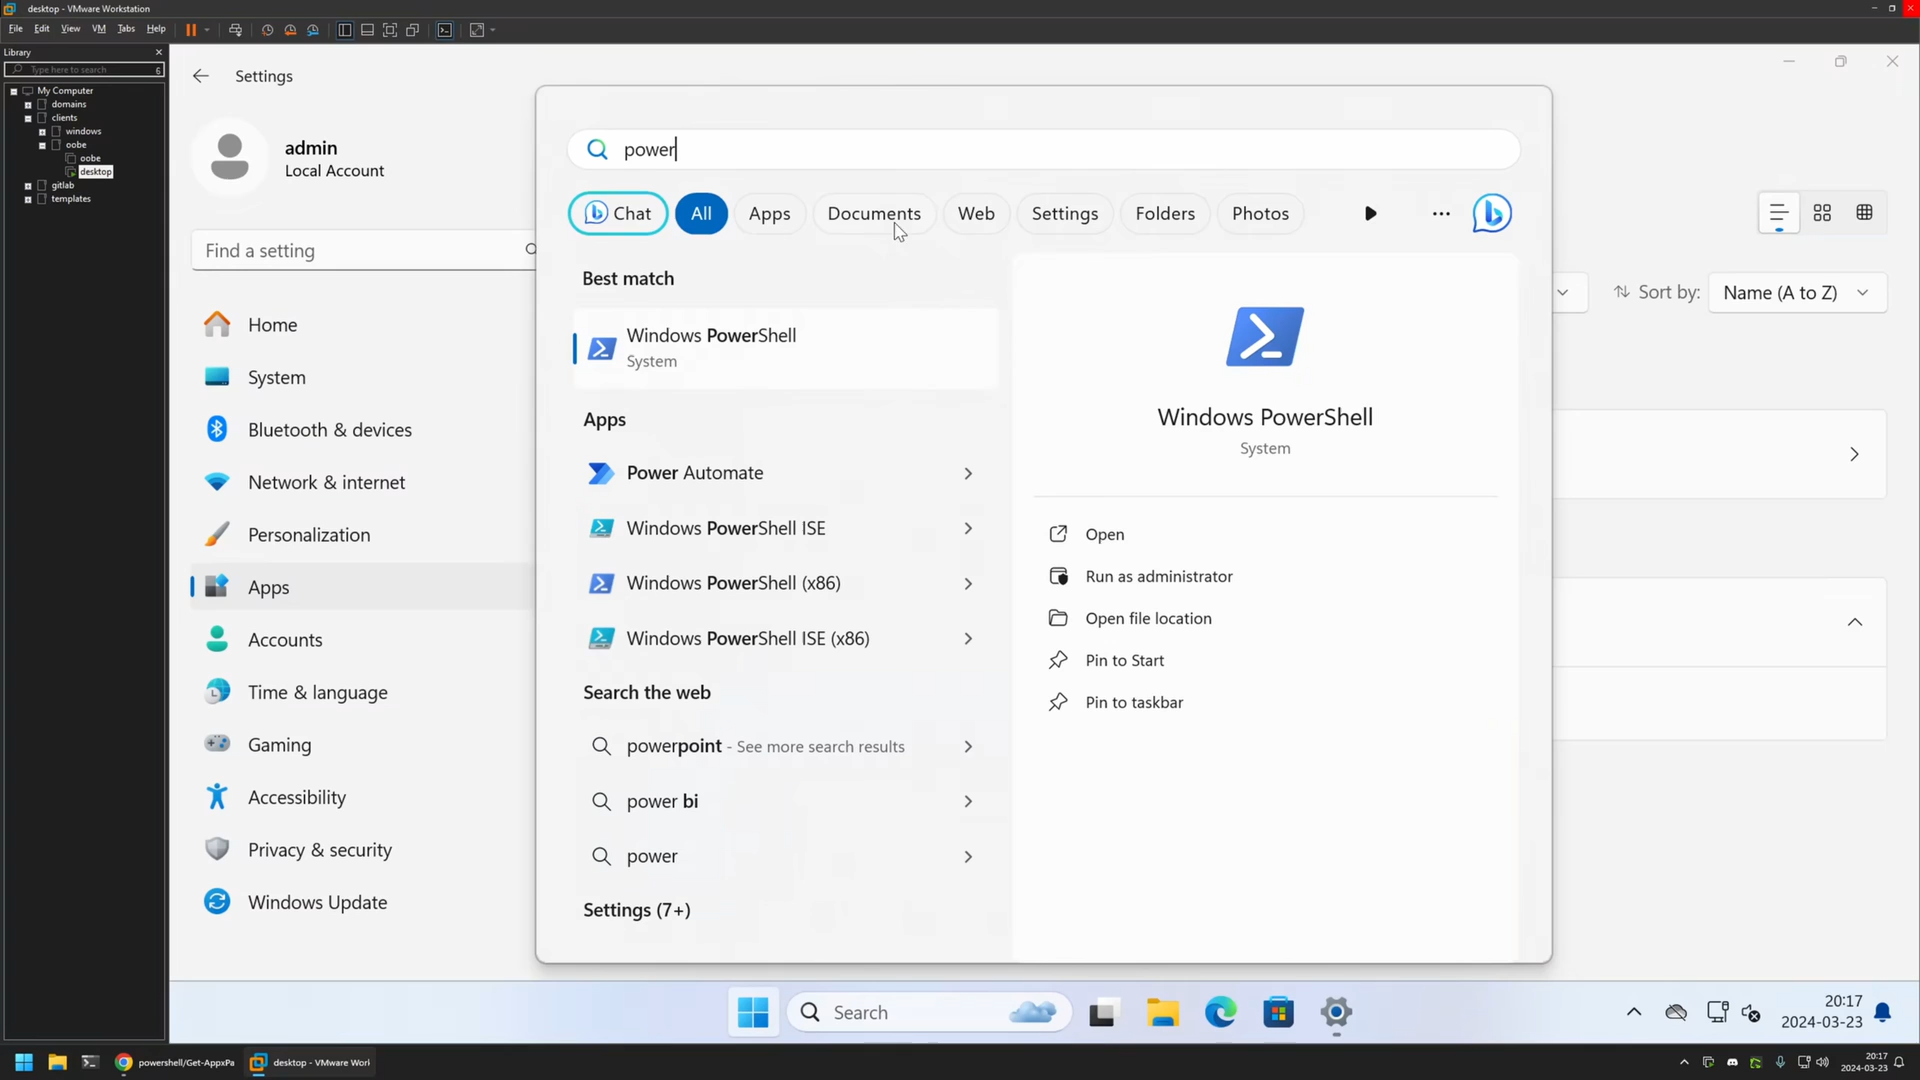 desktop - VMware Workstation
File Edit View VM Tabs Help
Library
Type here to search
My Computer
domains
clients
windows
oobe
oobe
desktop
gitlab
templates
Settings
admin
Local Account
Find a setting
Home
System
Bluetooth & devices
Network & internet
Personalization
Apps
Accounts
Time & language
Gaming
Accessibility
Privacy & security
Windows Update
power
Chat All Apps Documents Web Settings Folders Photos
Best match
Windows PowerShell
System
Apps
Power Automate
Windows PowerShell ISE
Windows PowerShell (x86)
Windows PowerShell ISE (x86)
Search the web
powerpoint - See more search results
power bi
power
Settings (7+)
Windows PowerShell
System
Open
Run as administrator
Open file location
Pin to Start
Pin to taskbar
Sort by: Name (A to Z)
Search
20:17
2024-03-23
powershell/Get-AppxPa
desktop - VMware Work
20:17
2024-03-23